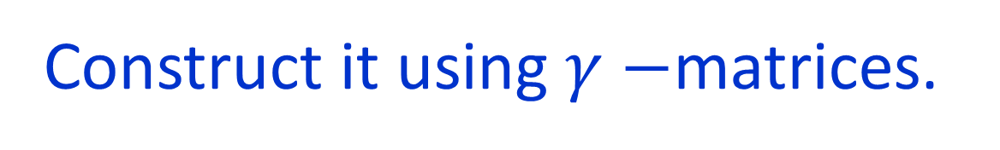 Construct it using γ −matrices.